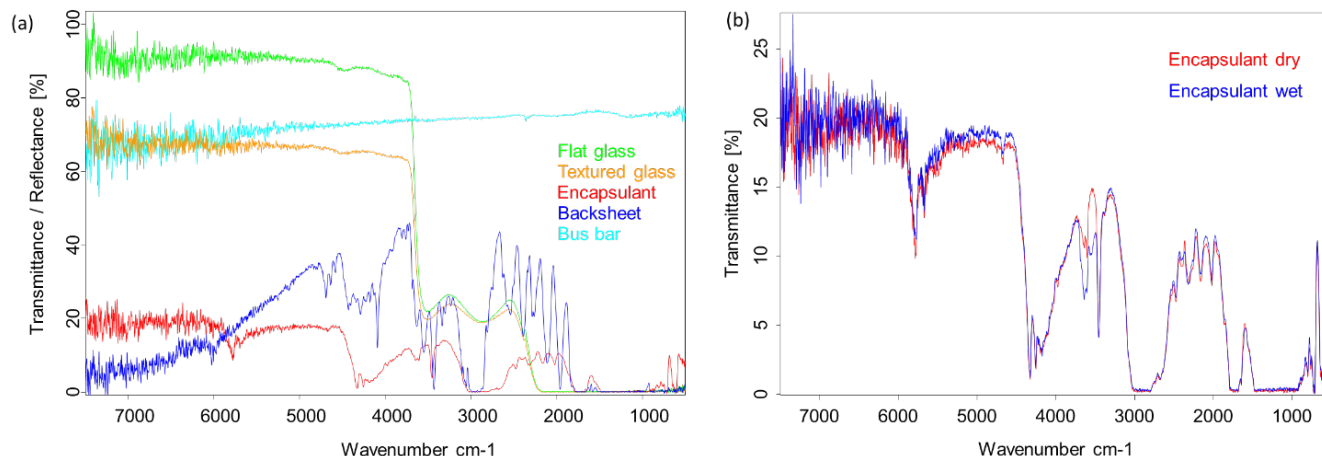 (a)
Transmittance / Reflectance [%]
100
80
60
40
20
0
Flat glass
Textured glass
Encapsulant
Backsheet
Bus bar
7000 6000 5000 4000 3000 2000 1000
Wavenumber cm-1
(b)
Transmittance [%]
25
20
15
10
5
0
Encapsulant dry
Encapsulant wet
7000 6000 5000 4000 3000 2000 1000
Wavenumber cm-1